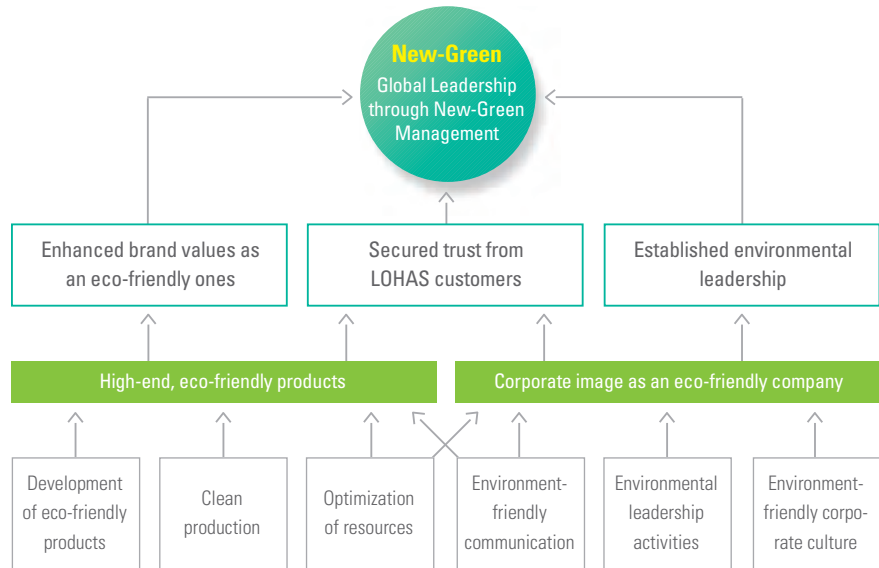 New-Green
Global Leadership
through New-Green
Management
Enhanced brand values as
an eco-friendly ones
Secured trust from
LOHAS customers
Established environmental
leadership
High-end, eco-friendly products
Corporate image as an eco-friendly company
Development
of eco-friendly
products
Clean
production
Optimization
of resources
Environment-
friendly
communication
Environmental
leadership
activities
Environment-
friendly corpo-
rate culture